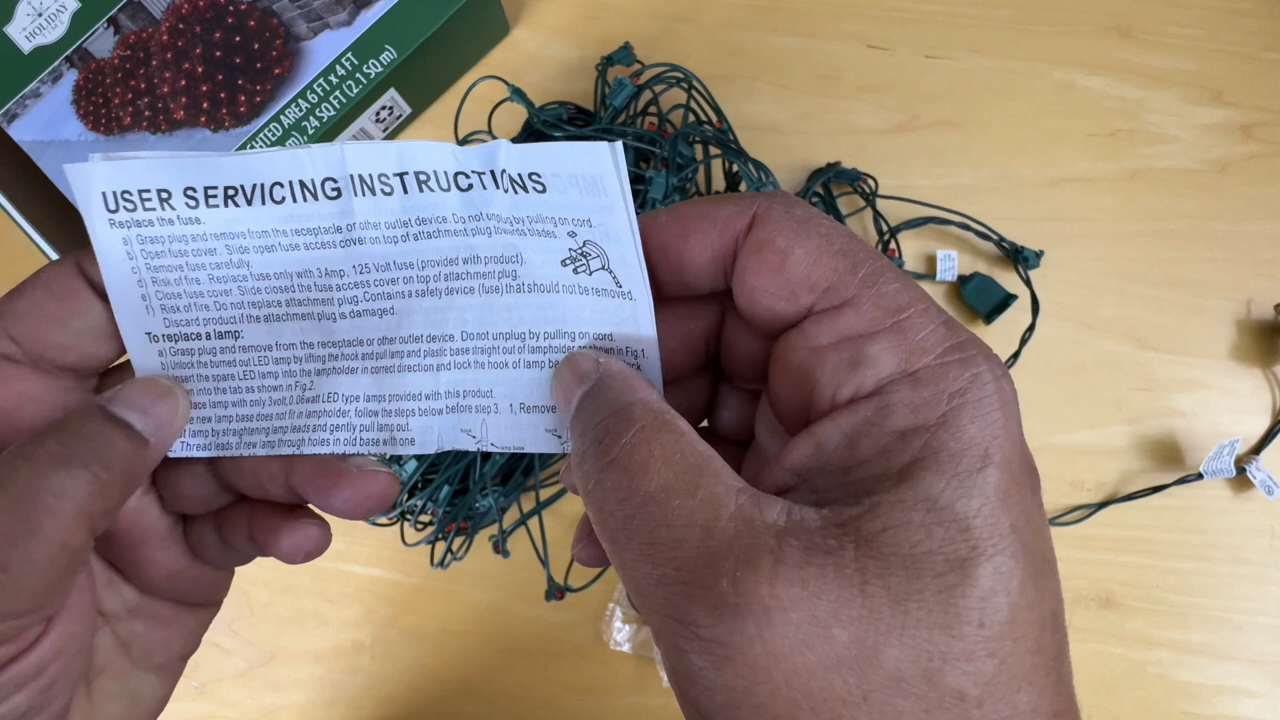 HOLIDAY
TIME
LIGHTED AREA 6 FT x 4 FT
m), 24 SQ FT (2.1 SQ m)
USER SERVICING INSTRUCTIONS
Replace the fuse.
a) Grasp plug and remove from the receptacle or other outlet device. Do not unplug by pulling on cord.
b) Open fuse cover. Slide open fuse access cover on top of attachment plug towards blades.
c) Remove fuse carefully.
d) Risk of fire. Replace fuse only with 3 Amp, 125 Volt fuse (provided with product).
e) Close fuse cover. Slide closed the fuse access cover on top of attachment plug.
f) Risk of fire. Do not replace attachment plug. Contains a safety device (fuse) that should not be removed.
Discard product if the attachment plug is damaged.
To replace a lamp:
a) Grasp plug and remove from the receptacle or other outlet device. Do not unplug by pulling on cord.
b) Unlock the burned out LED lamp by lifting the hook and pull lamp and plastic base straight out of lampholder as shown in Fig.1.
Insert the spare LED lamp into the lampholder in correct direction and lock the hook of lamp
into the tab as shown in Fig.2.
lace lamp with only 3volt, 0.06watt LED type lamps provided with this product.
e new lamp base does not fit in lampholder, follow the steps below before step 3. 1, Remove
lamp by straightening lamp leads and gently pull lamp out.
Thread leads of new lamp through holes in old base with one
hook
lamp base
hook